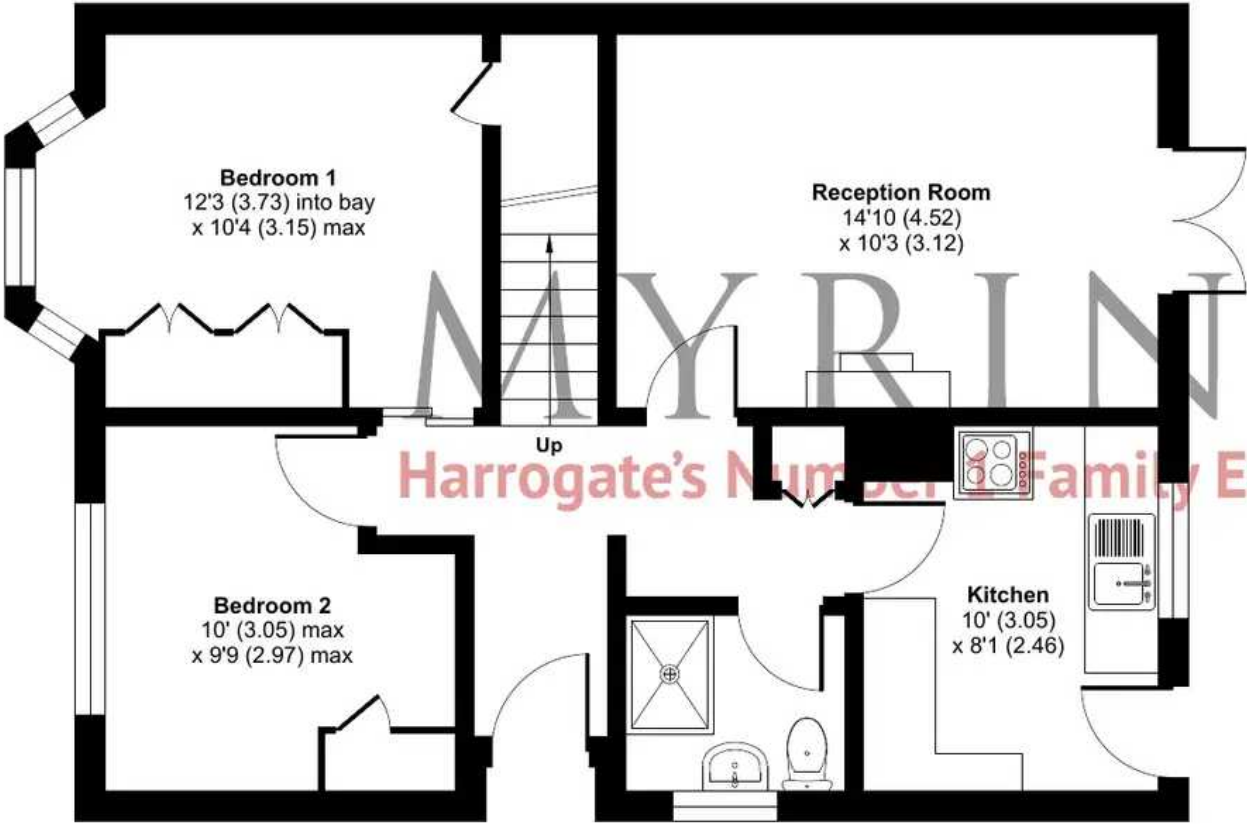 Bedroom 1
12'3 (3.73) into bay
x 10'4 (3.15) max
Reception Room
14'10 (4.52)
x 10'3 (3.12)
MYRIN
Up
Harrogate's Number 1 Family E
Bedroom 2
10' (3.05) max
x 9'9 (2.97) max
Kitchen
10' (3.05)
x 8'1 (2.46)